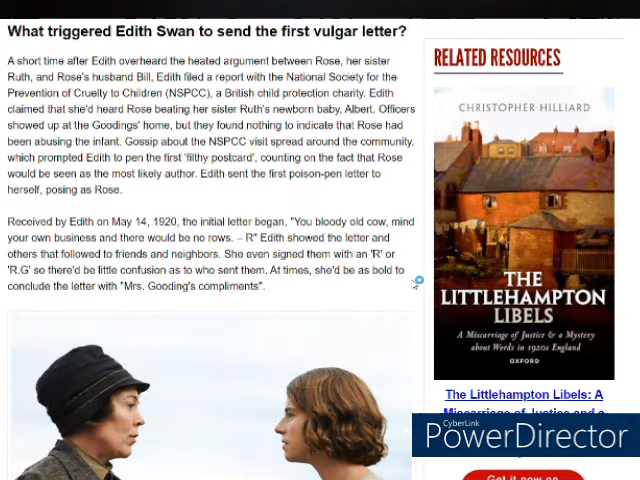 What triggered Edith Swan to send the first vulgar letter?
A short time after Edith overheard the heated argument between Rose, her sister
Ruth, and Rose's husband Bill, Edith filed a report with the National Society for the
Prevention of Cruelty to Children (NSPCC), a British child protection charity. Edith
claimed that she'd heard Rose beating her sister Ruth's newborn baby, Albert. Officers
showed up at the Goodings' home, but they found nothing to indicate that Rose had
been abusing the infant. Gossip about the NSPCC visit spread around the community,
which prompted Edith to pen the first 'filthy postcard', counting on the fact that Rose
would be seen as the most likely author. Edith sent the first poison-pen letter to
herself, posing as Rose.
Received by Edith on May 14, 1920, the initial letter began, "You bloody old cow, mind
your own business and there would be no rows. – R" Edith showed the letter and
others that followed to friends and neighbors. She even signed them with an 'R' or
'R.G' so there'd be little confusion as to who sent them. At times, she'd be as bold to
conclude the letter with "Mrs. Gooding's compliments".
RELATED RESOURCES
CHRISTOPHER HILLIARD
THE
LITTLEHAMPTON
LIBELS
A Miscarriage of Justice & a Mystery
about Words in 1920s England
OXFORD
The Littlehampton Libels: A
Miscarriage of Justice and a
CyberLink
PowerDirector
Get it now on